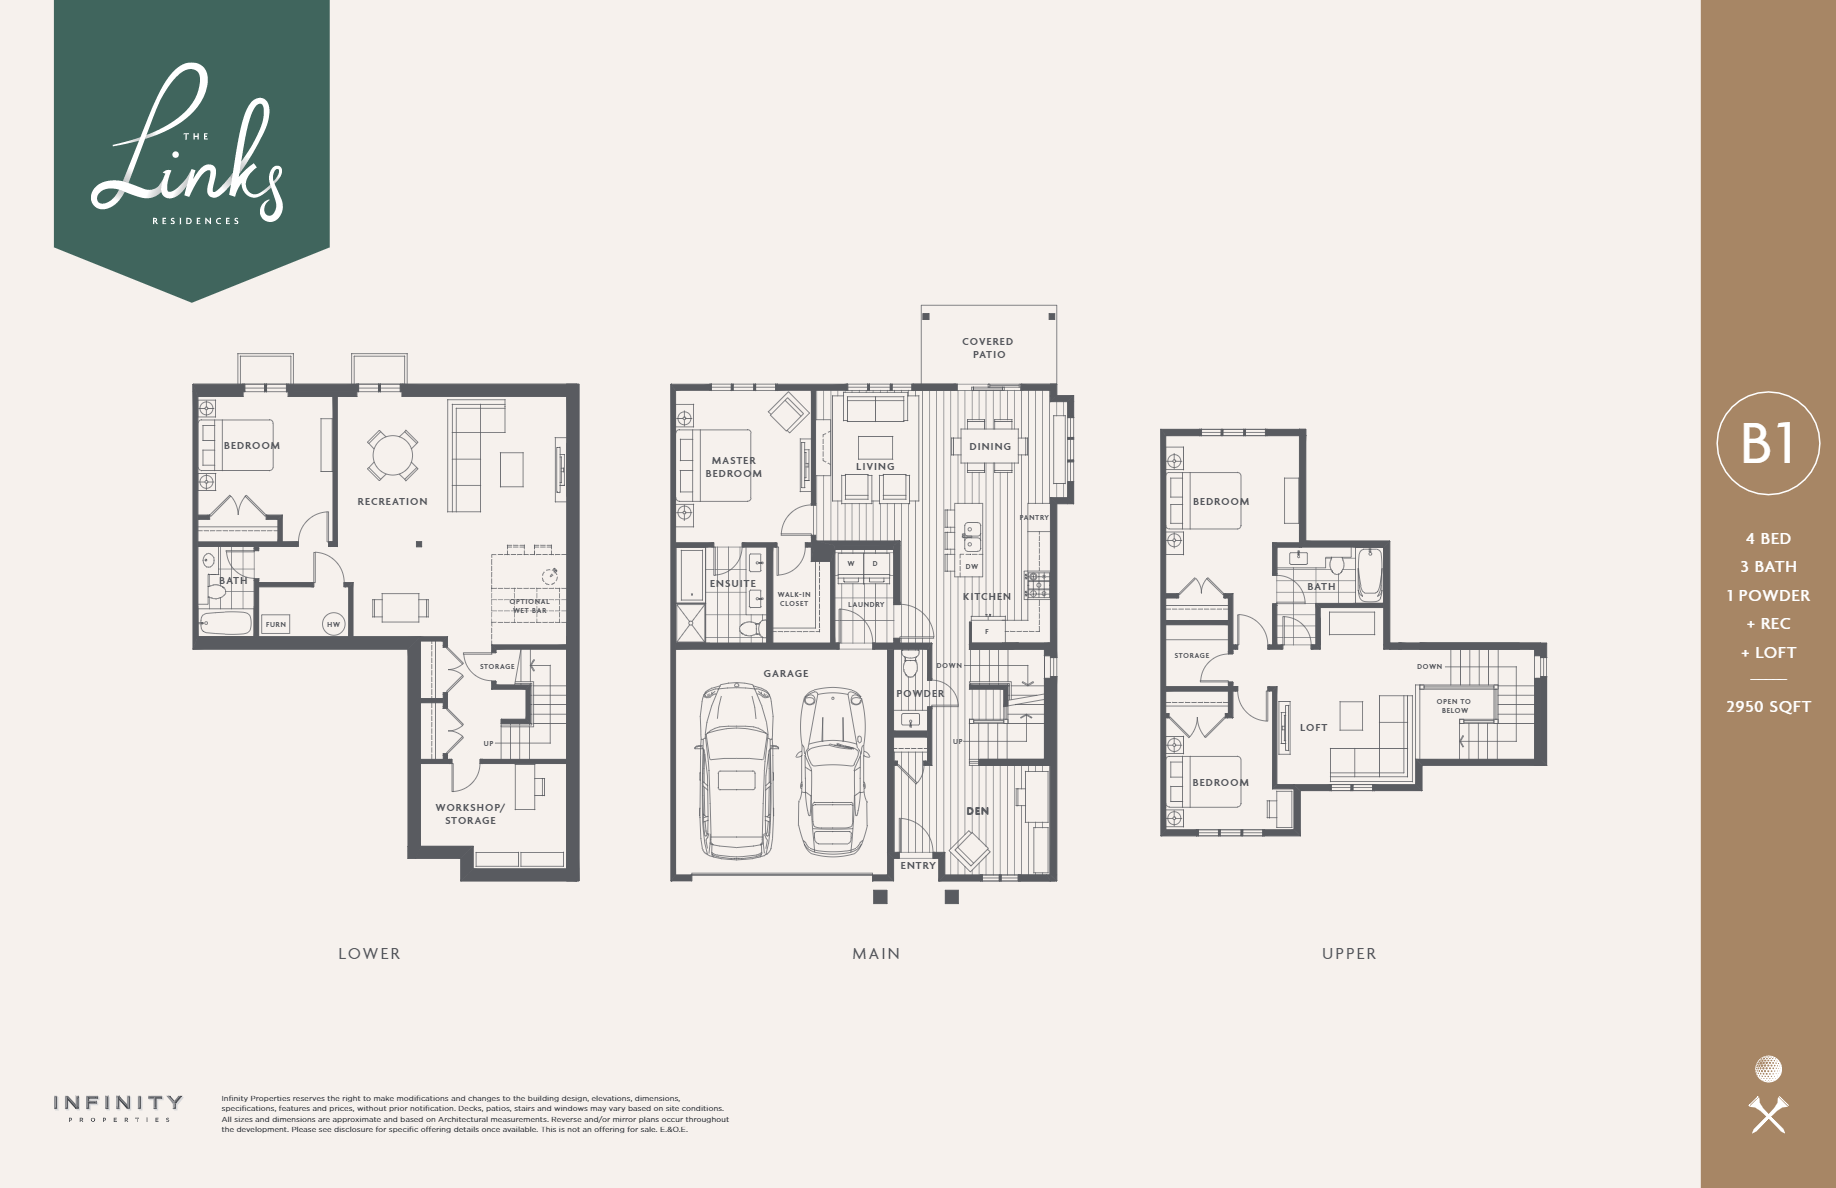 THE
Links
RESIDENCES
BEDROOM
RECREATION
BATH
FURN
HW
OPTIONAL
WET BAR
STORAGE
UP
WORKSHOP/
STORAGE
LOWER
COVERED
PATIO
MASTER
BEDROOM
LIVING
DINING
PANTRY
DW
KITCHEN
F
ENSUITE
WALK-IN
CLOSET
W D
LAUNDRY
GARAGE
POWDER
DOWN
UP
DEN
ENTRY
MAIN
BEDROOM
BATH
STORAGE
DOWN
OPEN TO
BELOW
LOFT
BEDROOM
UPPER
B1
4 BED
3 BATH
1 POWDER
+ REC
+ LOFT
2950 SQFT
INFINITY
PROPERTIES
Infinity Properties reserves the right to make modifications and changes to the building design, elevations, dimensions,
specifications, features and prices, without prior notification. Decks, patios, stairs and windows may vary based on site conditions.
All sizes and dimensions are approximate and based on Architectural measurements. Reverse and/or mirror plans occur throughout
the development. Please see disclosure for specific offering details once available. This is not an offering for sale. E.&O.E.